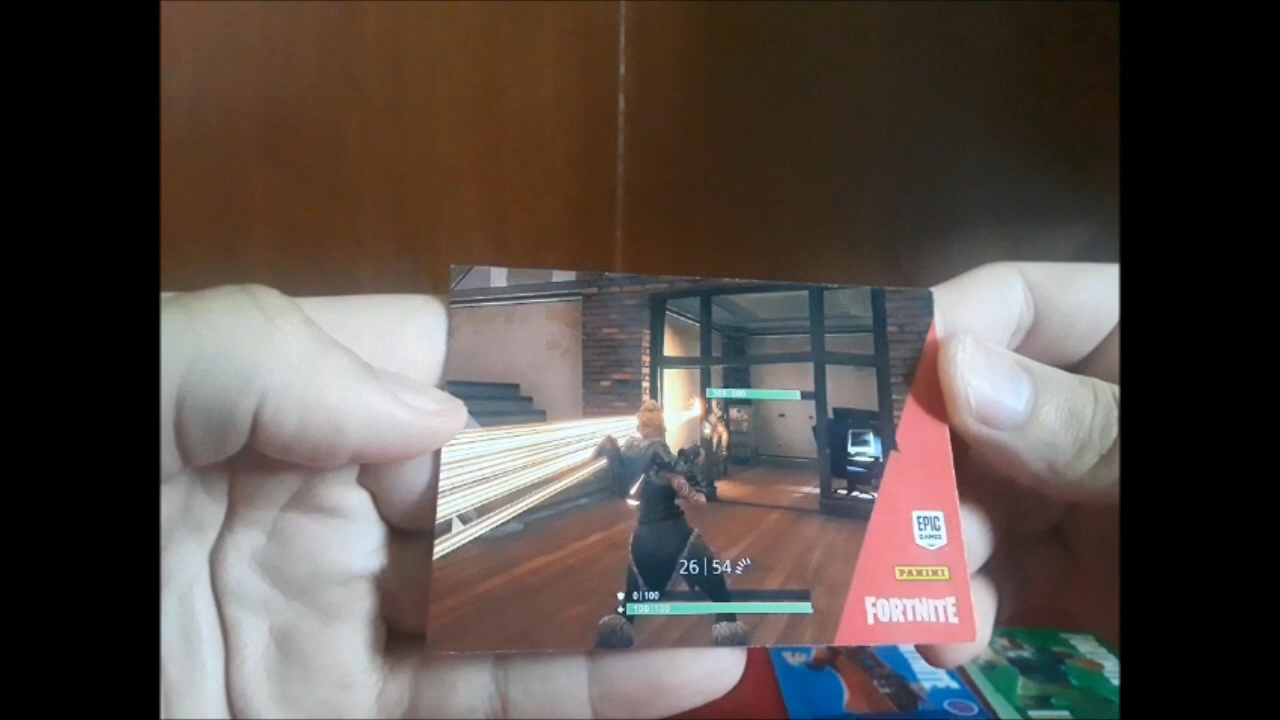 26 | 54
0 | 100
100 | 100
EPIC
GAMES
PANINI
FORTNITE